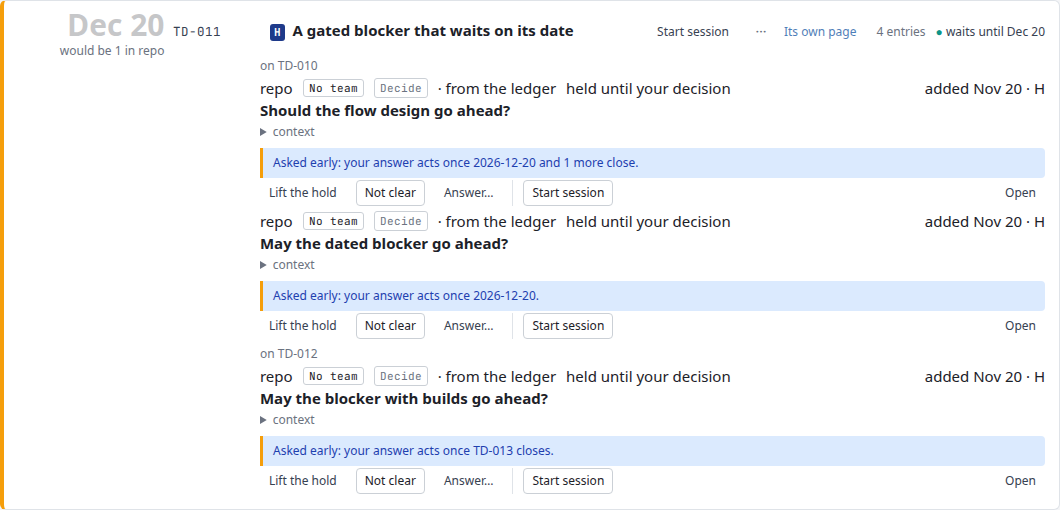 Dec 20 TD-011 H A gated blocker that waits on its date Start session ··· Its own page 4 entries ● waits until Dec 20
would be 1 in repo
on TD-010
repo No team Decide · from the ledger held until your decision added Nov 20 · H
Should the flow design go ahead?
▶ context
Asked early: your answer acts once 2026-12-20 and 1 more close.
Lift the hold Not clear Answer... Start session Open
repo No team Decide · from the ledger held until your decision added Nov 20 · H
May the dated blocker go ahead?
▶ context
Asked early: your answer acts once 2026-12-20.
Lift the hold Not clear Answer... Start session Open
on TD-012
repo No team Decide · from the ledger held until your decision added Nov 20 · H
May the blocker with builds go ahead?
▶ context
Asked early: your answer acts once TD-013 closes.
Lift the hold Not clear Answer... Start session Open